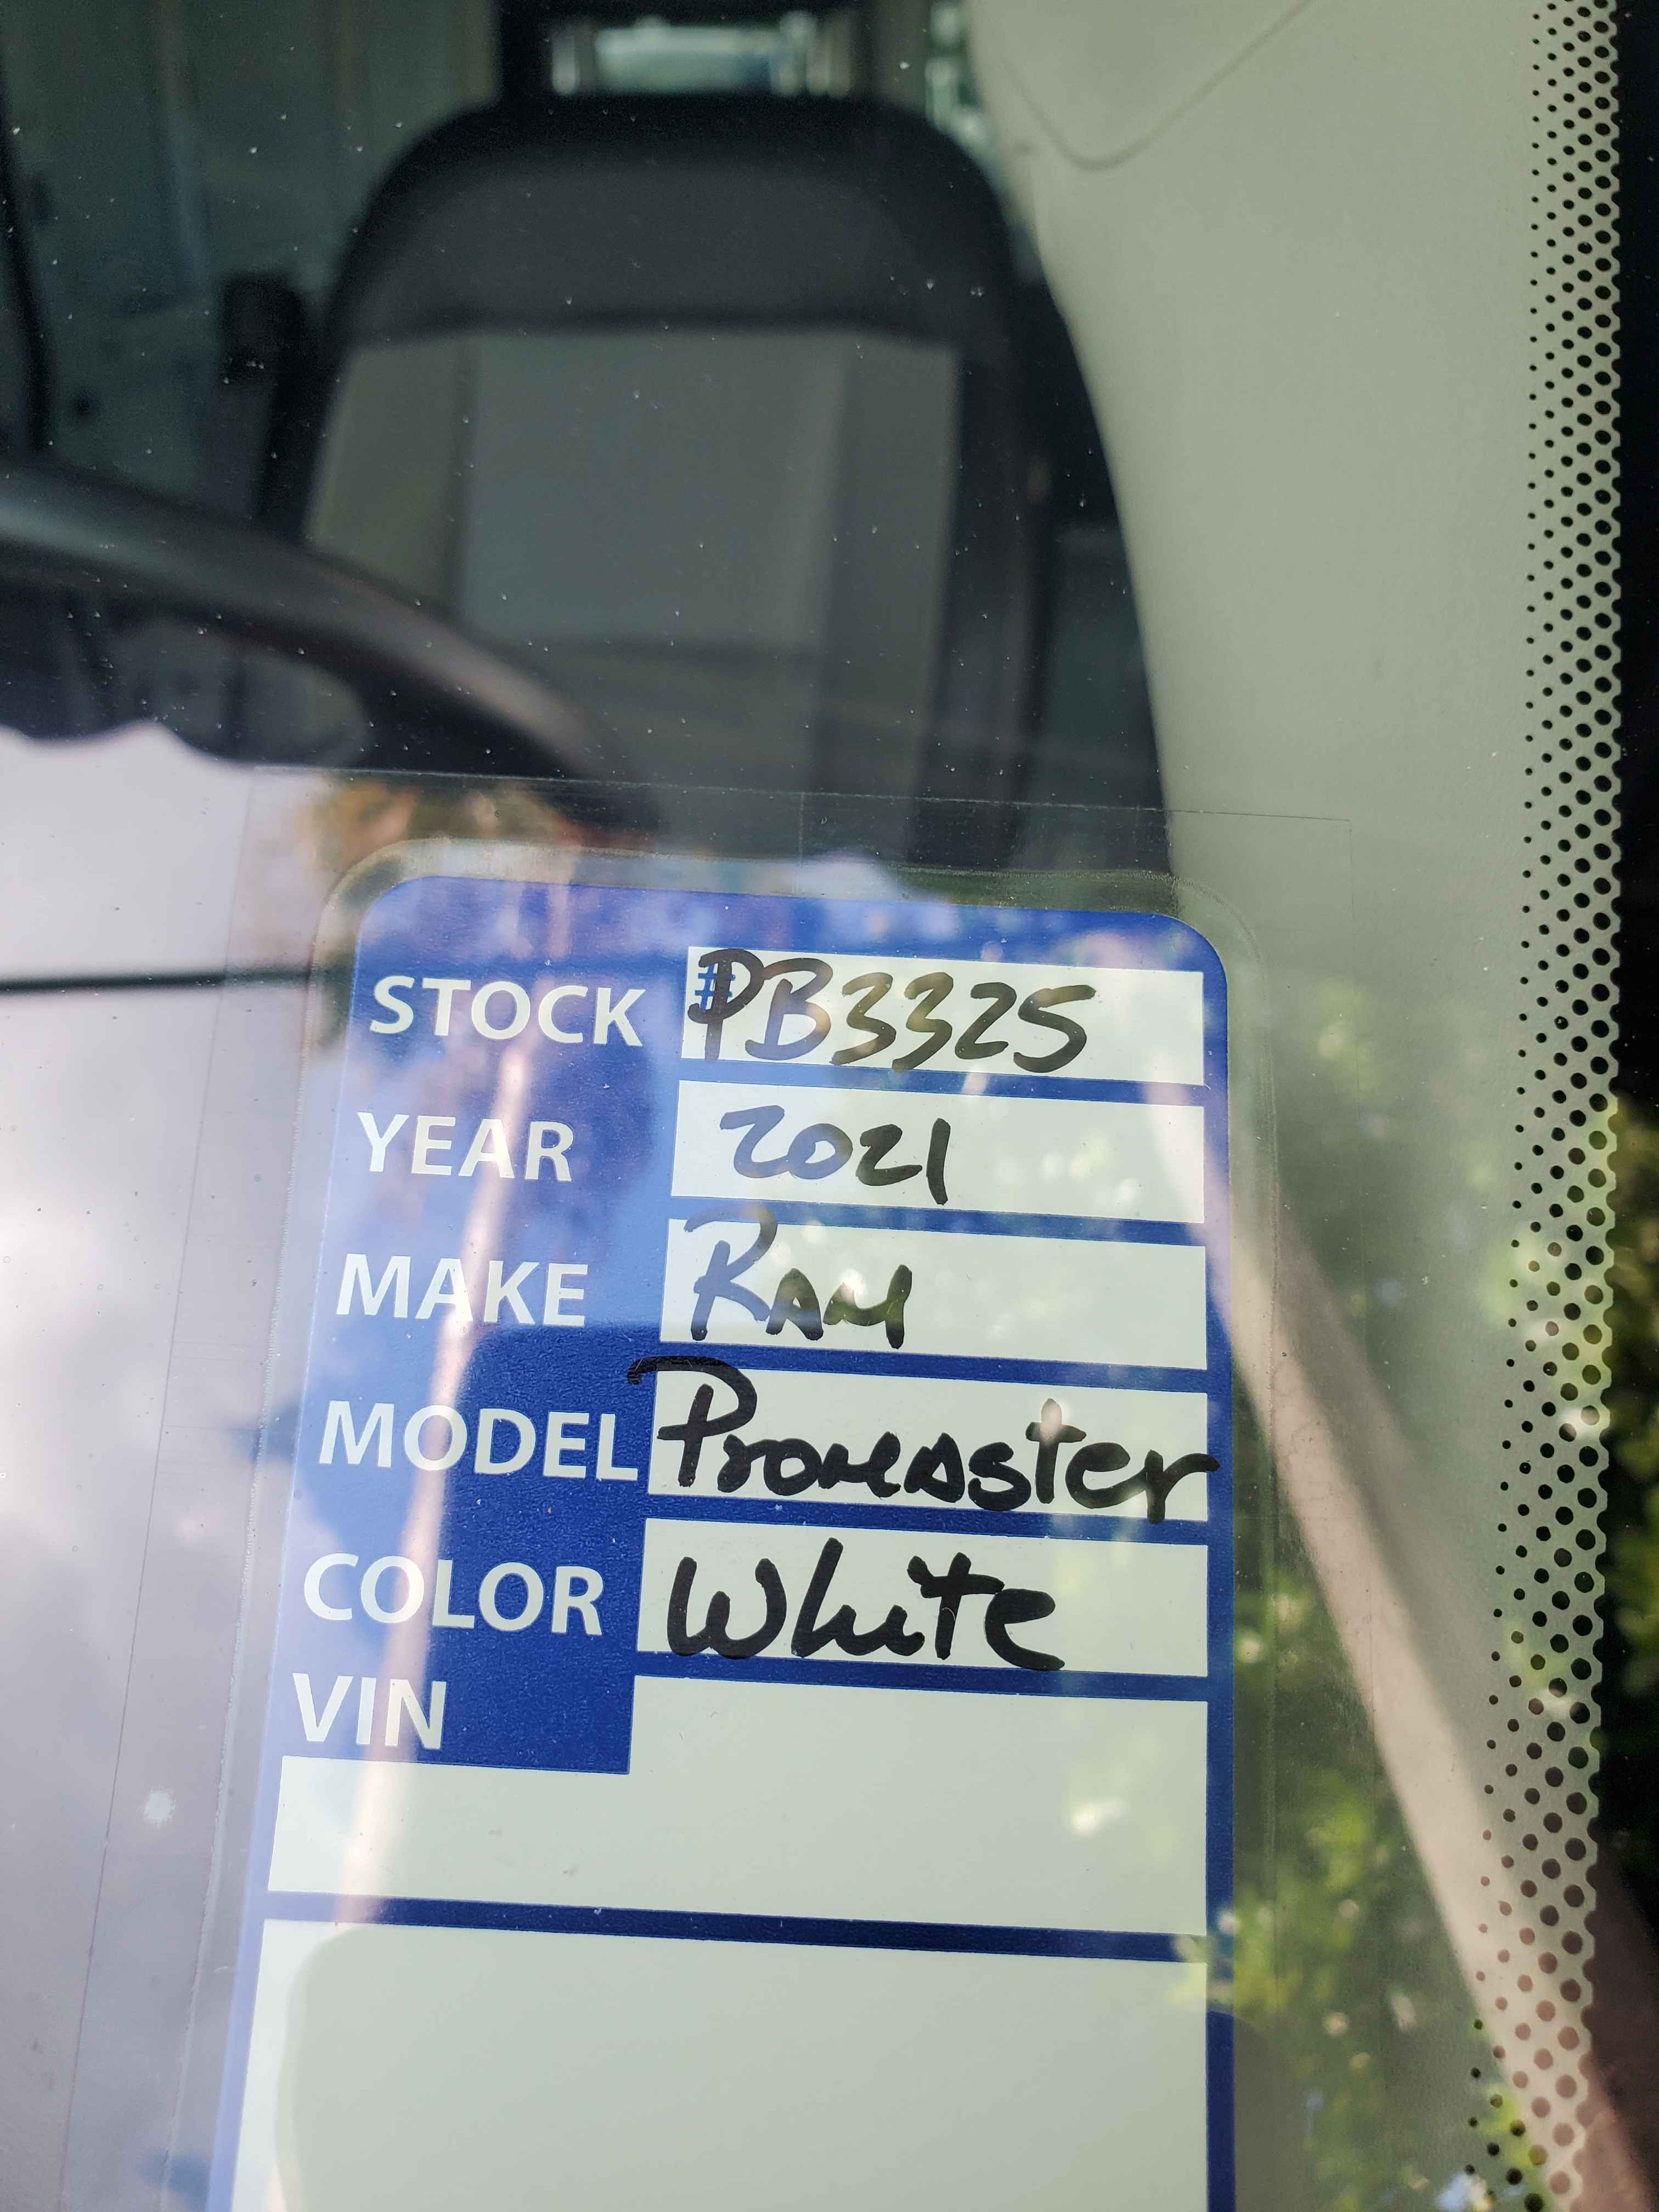 STOCK #PB3325
YEAR 2021
MAKE RAM
MODEL Promaster
COLOR White
VIN